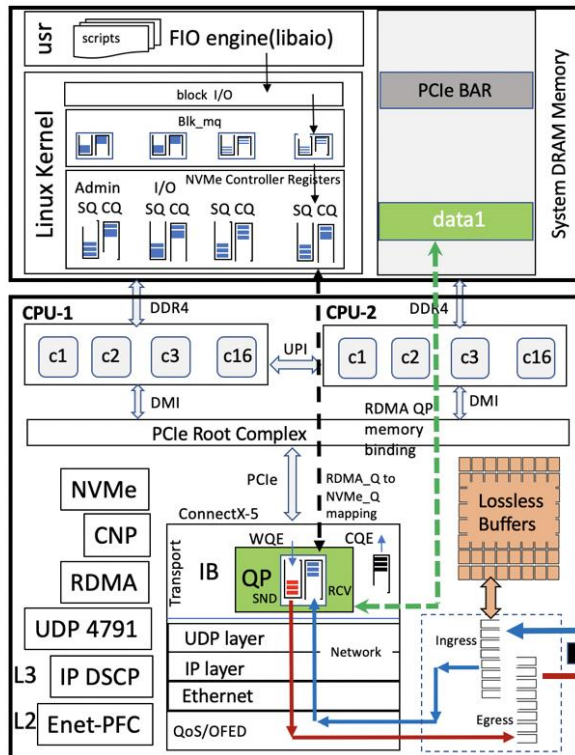 usr
scripts
FIO engine(libaio)
Linux Kernel
block I/O
Blk_mq
NVMe Controller Registers
Admin I/O
SQ CQ SQ CQ SQ CQ SQ CQ
PCIe BAR
data1
System DRAM Memory
CPU-1
DDR4
CPU-2
DDR4
c1 c2 c3 c16
UPI
c1 c2 c3 c16
DMI
DMI
RDMA QP
memory
binding
PCIe Root Complex
PCIe
RDMA_Q to
NVMe_Q
mapping
NVMe
CNP
RDMA
UDP 4791
L3 IP DSCP
L2 Enet-PFC
ConnectX-5
Transport
IB
WQE
CQE
QP
SND
RCV
UDP layer
Network
IP layer
Ethernet
QoS/OFED
Lossless
Buffers
Ingress
Egress